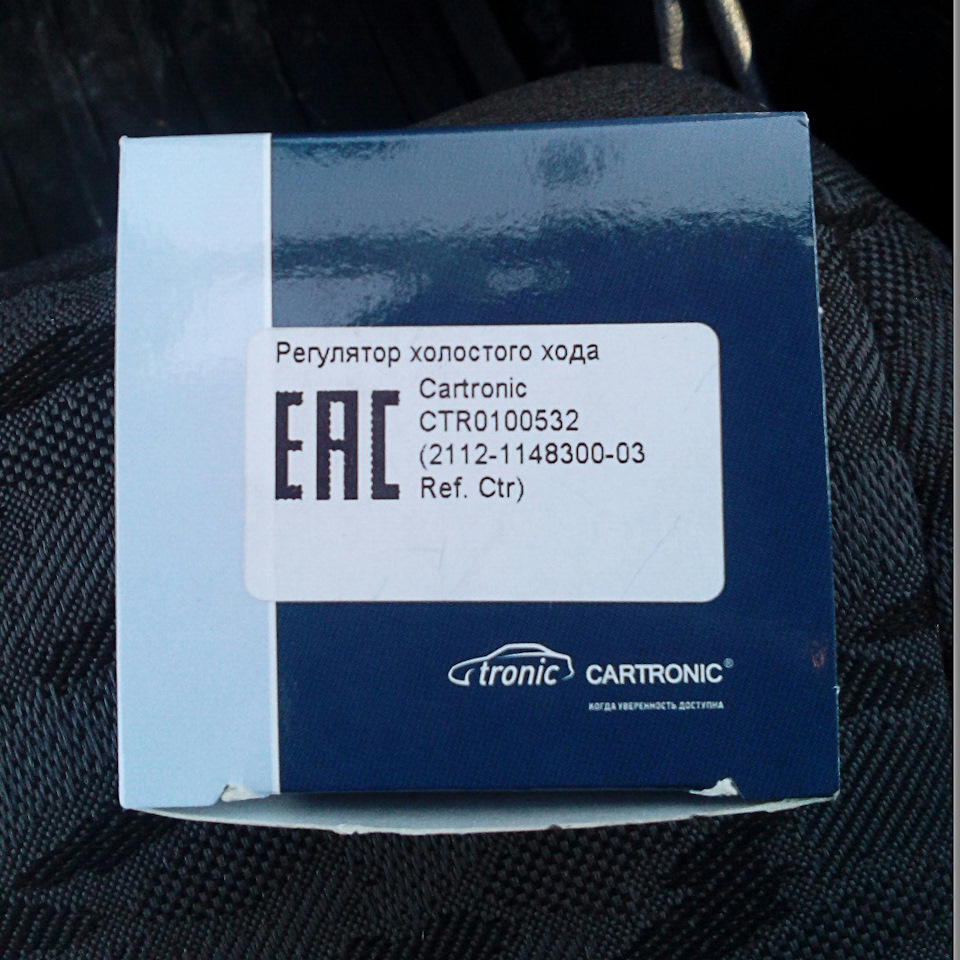 Регулятор холостого хода
EAC
Cartronic
CTR0100532
(2112-1148300-03
Ref. Ctr)
tronic CARTRONIC®
КОГДА УВЕРЕННОСТЬ ДОСТУПНА